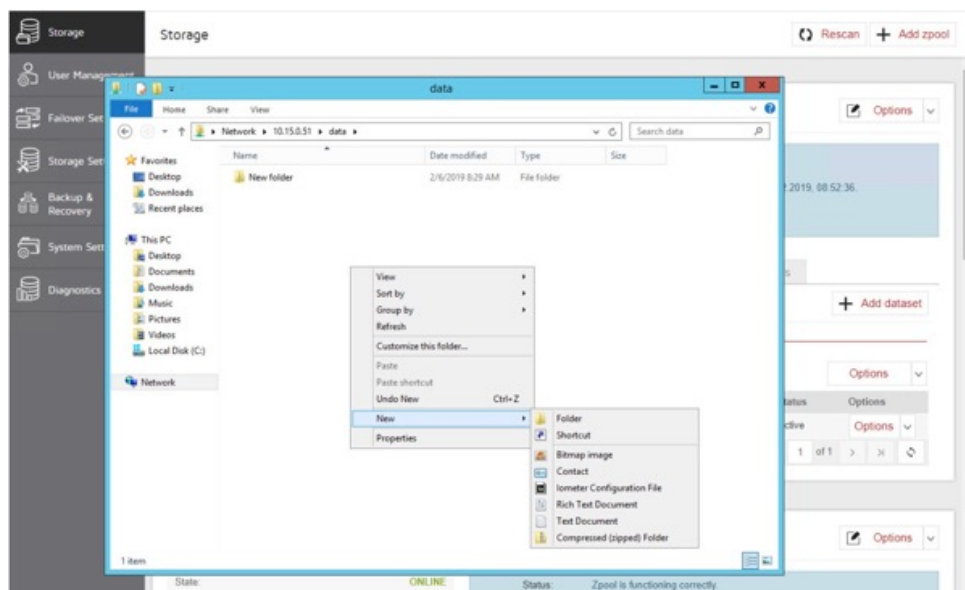 Storage
Storage
Rescan
Add zpool
User Management
data
File
Home
Share
View
Failover Set
Options
Network
10.15.0.51
data
Search data
Storage Set
Favorites
Desktop
Downloads
Recent places
Name
Date modified
Type
Size
New folder
2/6/2019 8:29 AM
File folder
2019, 08:52:36.
Backup &
Recovery
System Sett
This PC
Desktop
Documents
Downloads
Music
Pictures
Videos
Local Disk (C:)
Diagnostics
s
Add dataset
View
Sort by
Group by
Refresh
Customize this folder...
Paste
Paste shortcut
Undo New
Ctrl+Z
New
Properties
Network
Options
tatus
Options
ctive
Options
1
of 1
Folder
Shortcut
Bitmap image
Contact
Iometer Configuration File
Rich Text Document
Text Document
Compressed (zipped) Folder
Options
1 item
State:
ONLINE
Status:
Zpool is functioning correctly.